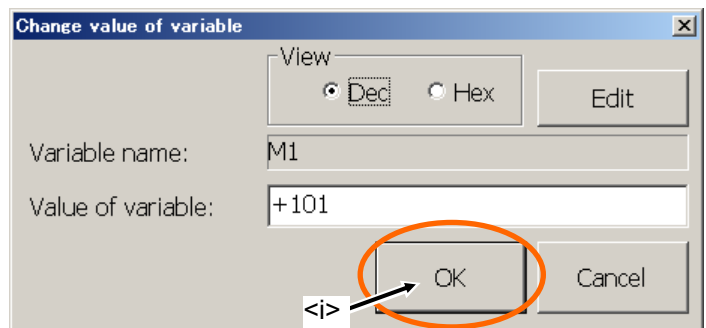 Change value of variable
View
Dec Hex
Edit
Variable name: M1
Value of variable: +101
OK Cancel
<i>